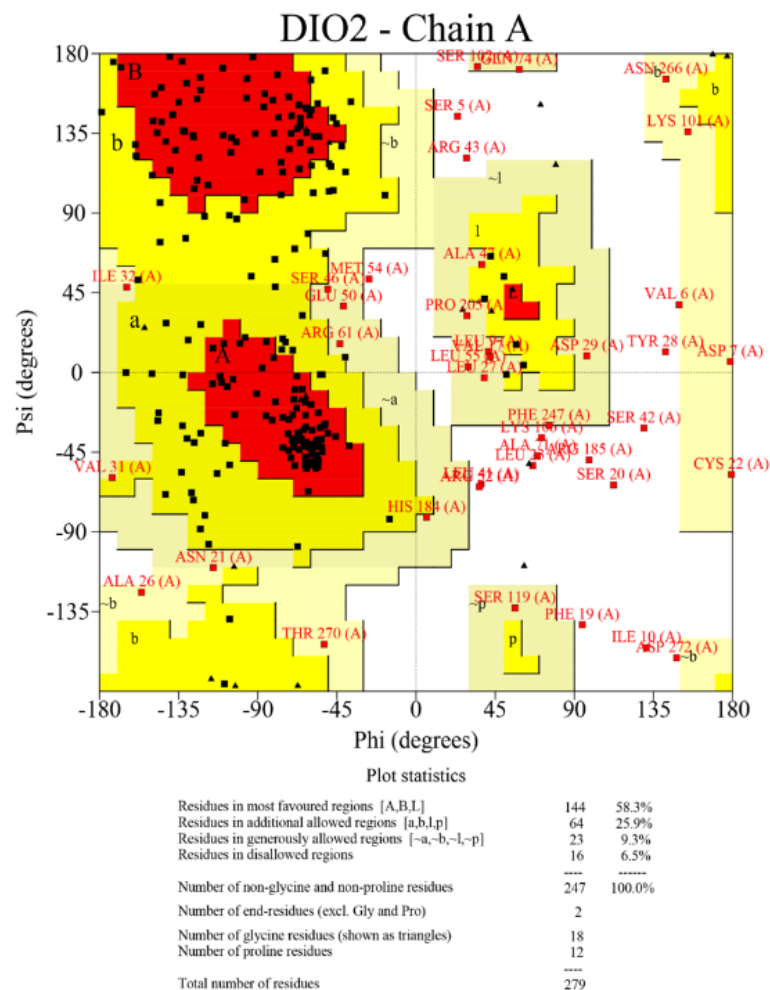 DIO2 - Chain A
180
B
SER 102 (A)
ASN 266 (A)
~b
b
SER 5 (A)
LYS 101 (A)
135
b
~b
ARG 43 (A)
~l
90
l
ALA 47 (A)
MET 54 (A)
ILE 32 (A)
SER 46 (A)
45
GLU 50 (A)
L
VAL 6 (A)
PRO 205 (A)
a
ARG 61 (A)
TYR 28 (A)
ASP 29 (A)
LEU 55 (A)
ASP 7 (A)
A
LEU 27 (A)
0
~a
PHE 247 (A)
SER 42 (A)
-45
ARG 185 (A)
VAL 31 (A)
CYS 22 (A)
LEU 41 (A)
SER 20 (A)
HIS 184 (A)
-90
ASN 21 (A)
ALA 26 (A)
~b
~p
SER 119 (A)
-135
PHE 19 (A)
b
THR 270 (A)
p
ILE 10 (A)
ASP 272 (A)
~b
-180 -135 -90 -45 0 45 90 135 180
Psi (degrees)
Phi (degrees)
Plot statistics
Residues in most favoured regions [A,B,L] 144 58.3%
Residues in additional allowed regions [a,b,l,p] 64 25.9%
Residues in generously allowed regions [~a,~b,~l,~p] 23 9.3%
Residues in disallowed regions 16 6.5%
---- ------
Number of non-glycine and non-proline residues 247 100.0%
Number of end-residues (excl. Gly and Pro) 2
Number of glycine residues (shown as triangles) 18
Number of proline residues 12
----
Total number of residues 279